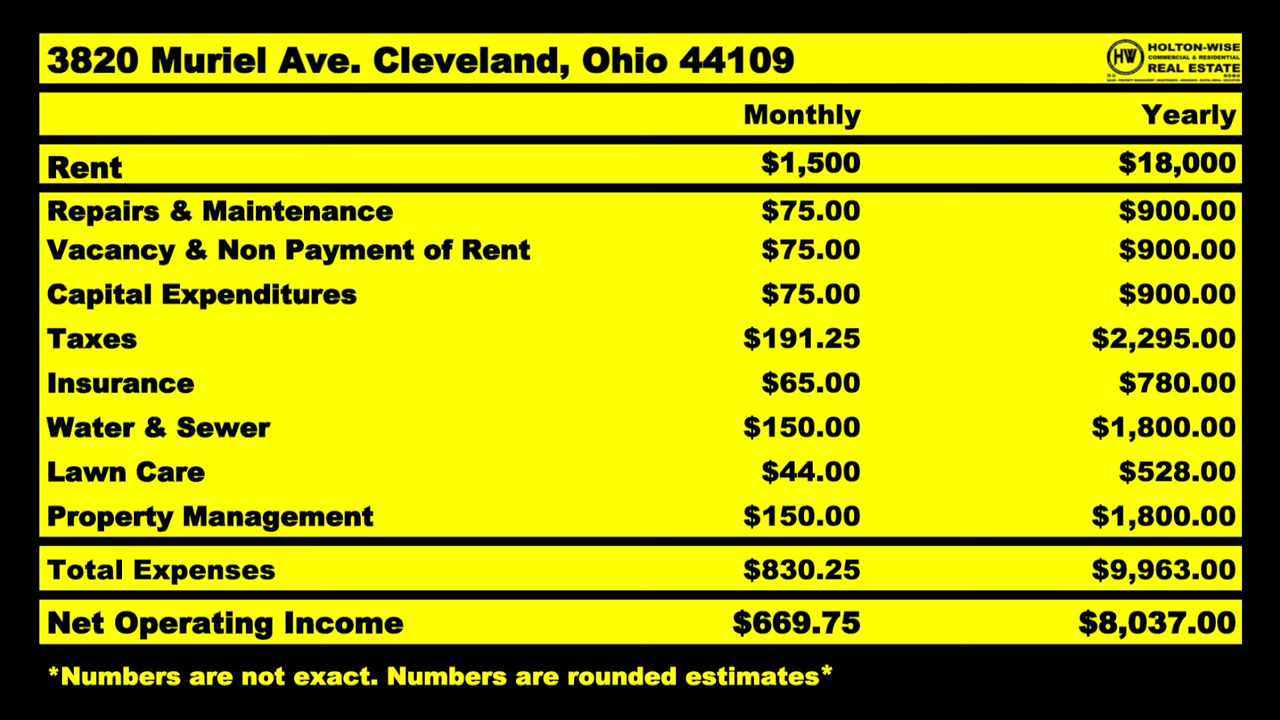 3820 Muriel Ave. Cleveland, Ohio 44109
HW
HOLTON-WISE
COMMERCIAL & RESIDENTIAL
REAL ESTATE
Monthly Yearly
Rent $1,500 $18,000
Repairs & Maintenance $75.00 $900.00
Vacancy & Non Payment of Rent $75.00 $900.00
Capital Expenditures $75.00 $900.00
Taxes $191.25 $2,295.00
Insurance $65.00 $780.00
Water & Sewer $150.00 $1,800.00
Lawn Care $44.00 $528.00
Property Management $150.00 $1,800.00
Total Expenses $830.25 $9,963.00
Net Operating Income $669.75 $8,037.00
*Numbers are not exact. Numbers are rounded estimates*